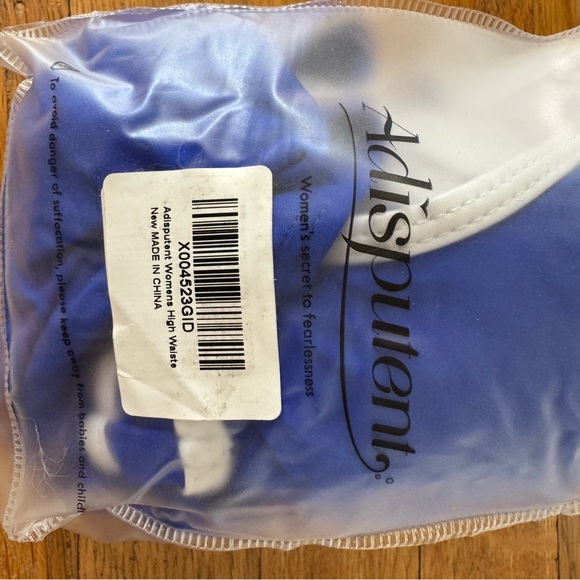 Adisputent
Women's secret to fearlessness
X004523GID
Adisputent Womens High Waiste
New MADE IN CHINA
To avoid danger of suffocation, please keep away from babies and